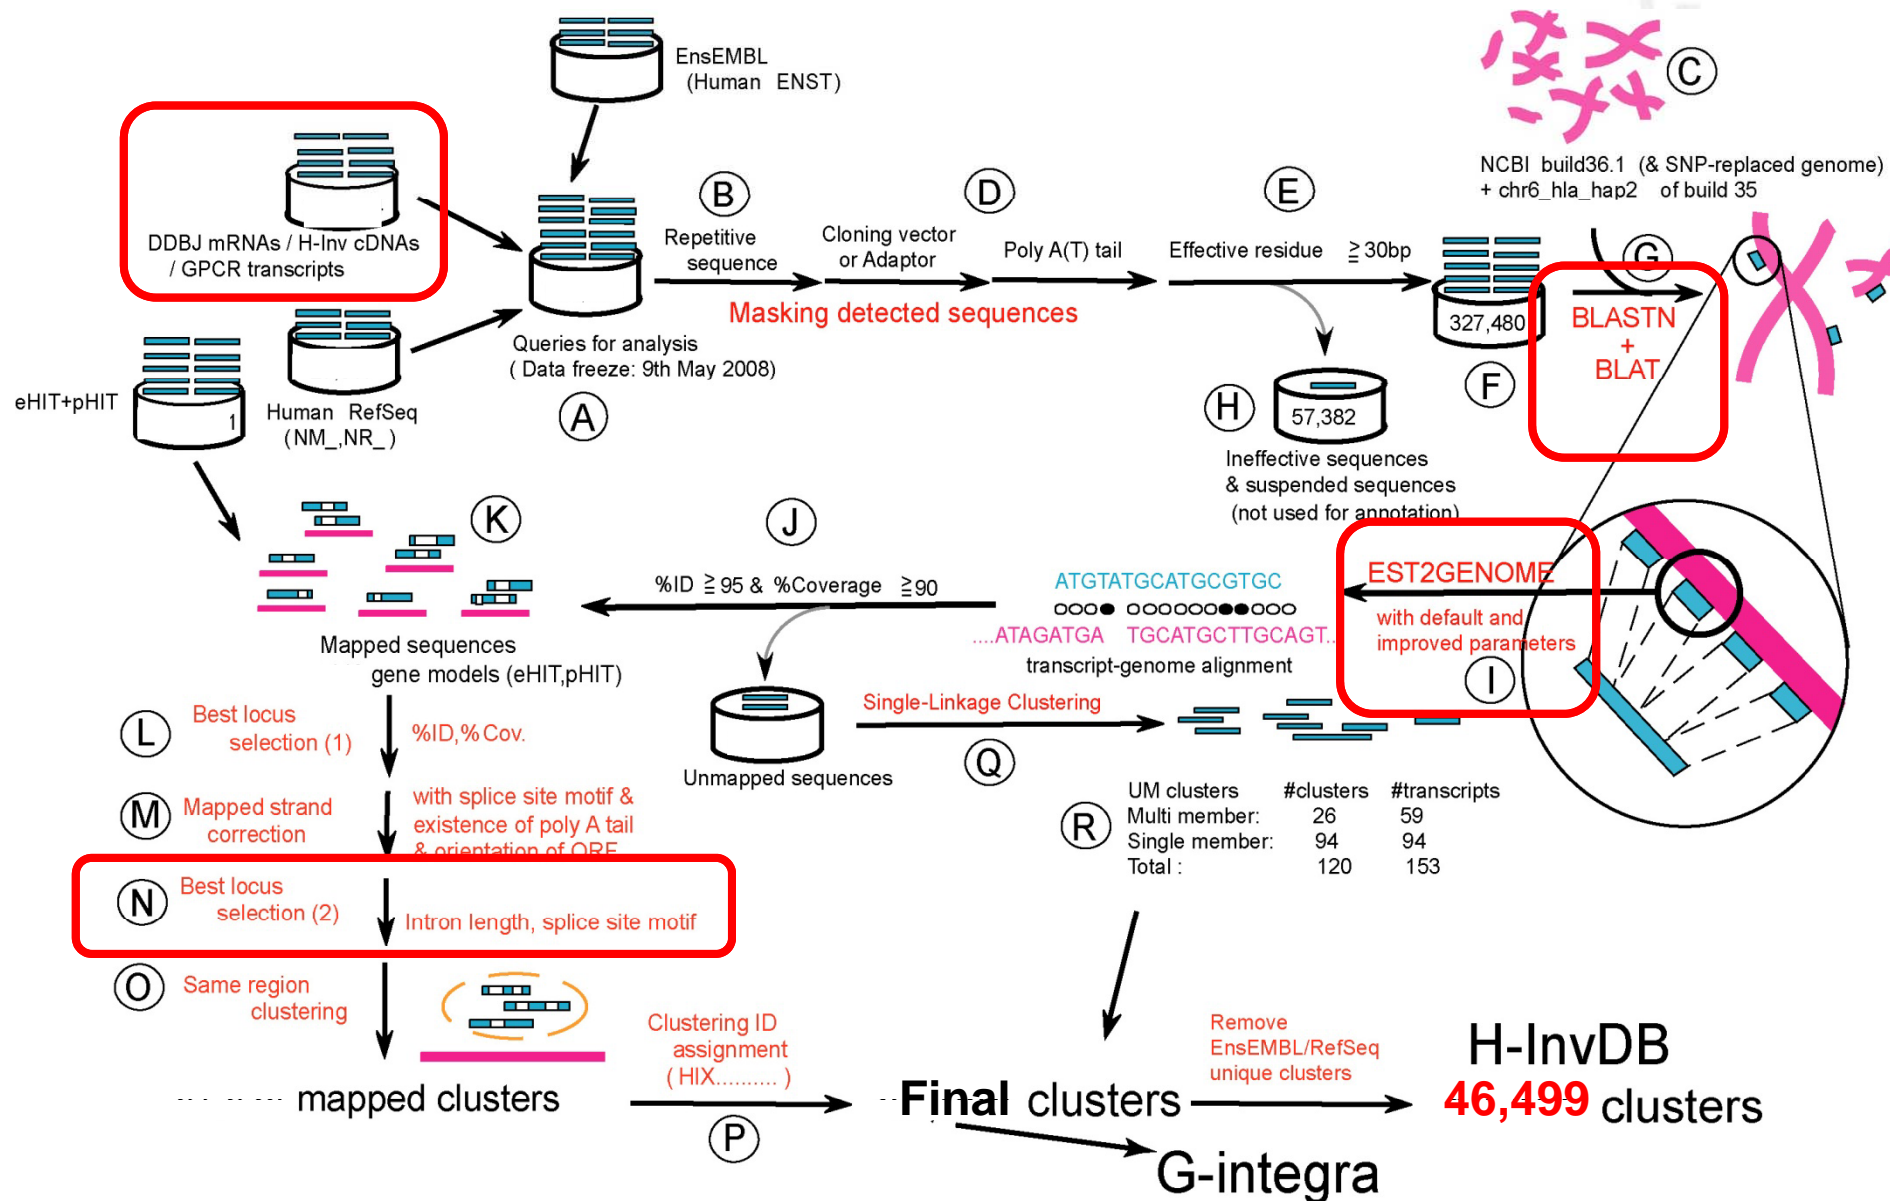 EnsEMBL
(Human ENST)
C
NCBI build36.1 (& SNP-replaced genome)
+ chr6_hla_hap2 of build 35
DDBJ mRNAs / H-Inv cDNAs
/ GPCR transcripts
B
D
E
Repetitive
sequence
Cloning vector
or Adaptor
Poly A(T) tail
Effective residue ≧30bp
G
Masking detected sequences
327,480
BLASTN
+
BLAT
Queries for analysis
( Data freeze: 9th May 2008)
A
F
eHIT+pHIT
1
Human RefSeq
(NM_,NR_)
H
57,382
Ineffective sequences
& suspended sequences
(not used for annotation)
K
J
%ID ≧95 & %Coverage ≧90
ATGTATGCATGCGTGC
....ATAGATGA TGCATGCTTGCAGT..
transcript-genome alignment
EST2GENOME
with default and
improved parameters
I
Mapped sequences
gene models (eHIT,pHIT)
L
Best locus
selection (1)
%ID,% Cov.
Single-Linkage Clustering
Unmapped sequences
Q
M
Mapped strand
correction
with splice site motif &
existence of poly A tail
& orientation of ORF
R
UM clusters #clusters #transcripts
Multi member: 26 59
Single member: 94 94
Total : 120 153
N
Best locus
selection (2)
Intron length, splice site motif
O
Same region
clustering
Clustering ID
assignment
( HIX.......... )
Remove
EnsEMBL/RefSeq
unique clusters
H-InvDB
46,499 clusters
mapped clusters
P
Final clusters
G-integra